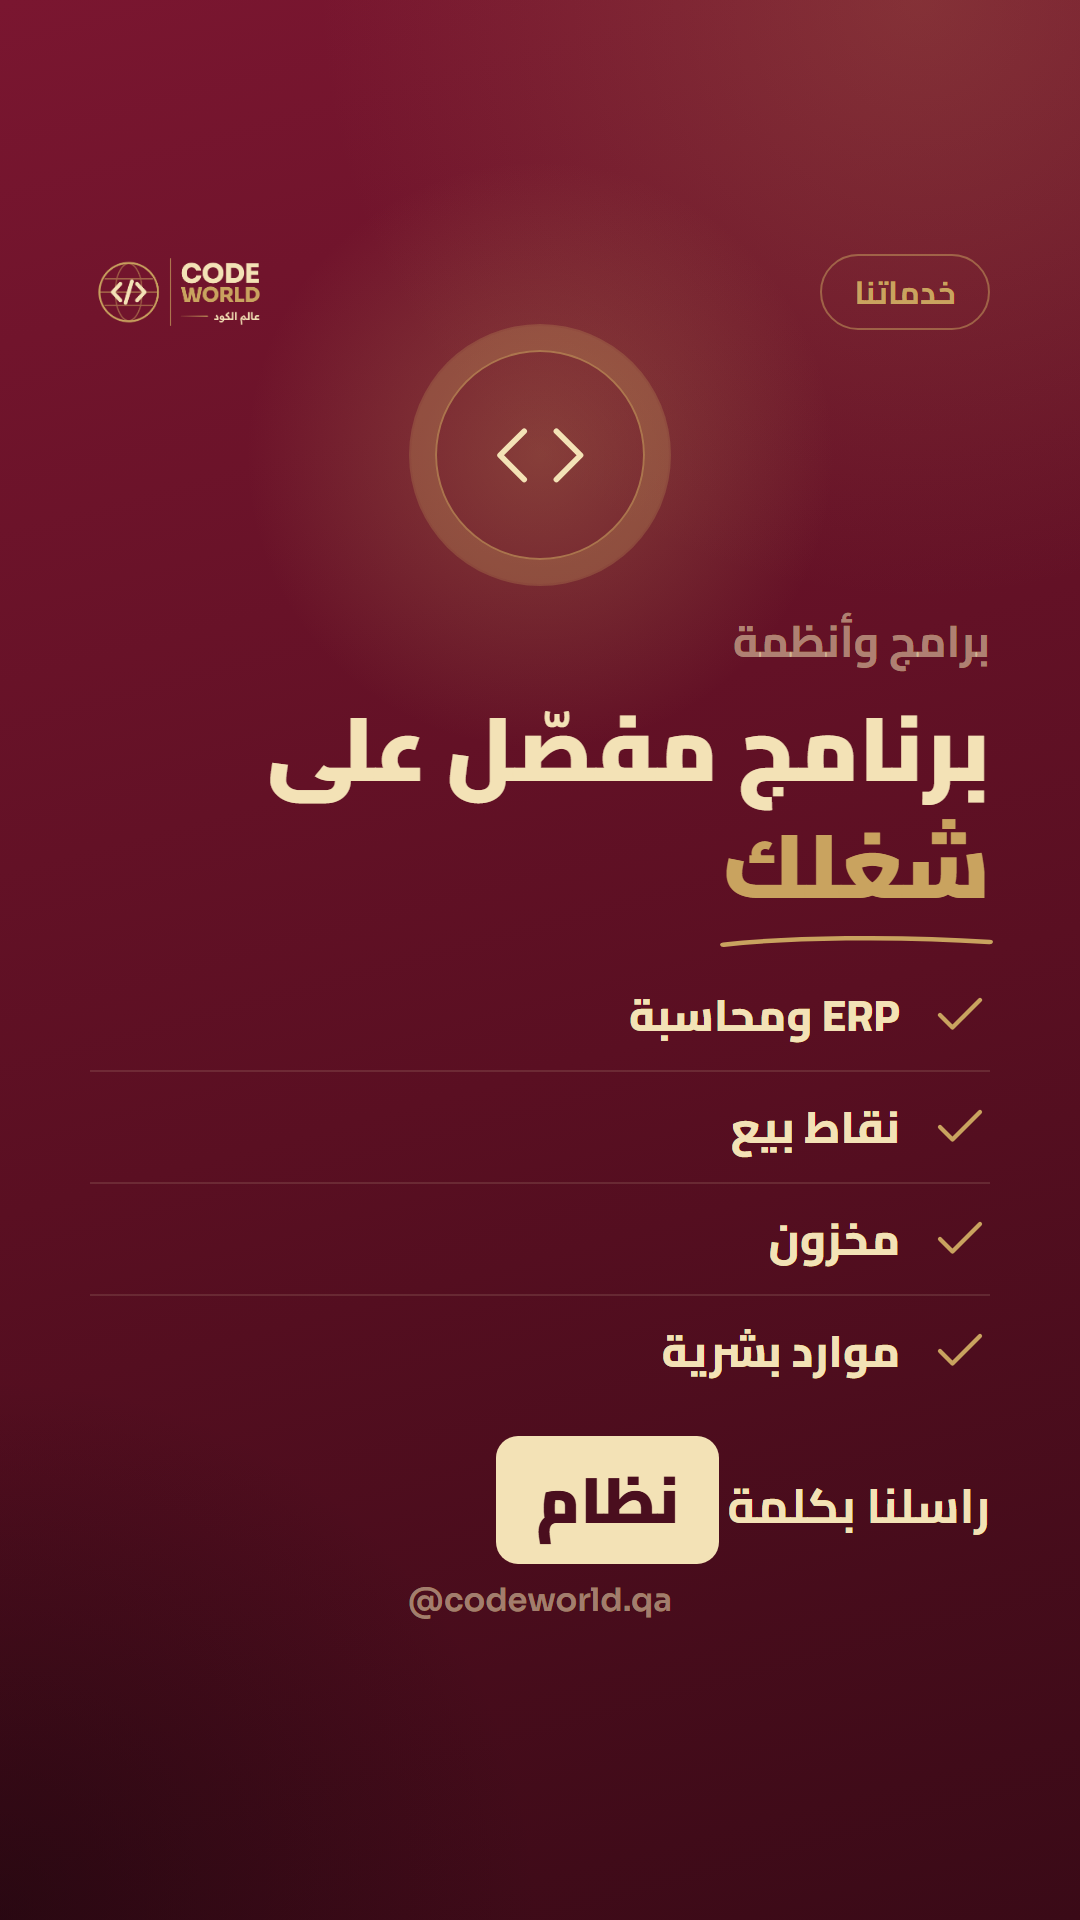 خدماتنا
CODE
WORLD
عالم الكود
برامج وأنظمة
برنامج مفصّل على
شغلك
ERP ومحاسبة
نقاط بيع
مخزون
موارد بشرية
راسلنا بكلمة نظام
@codeworld.qa